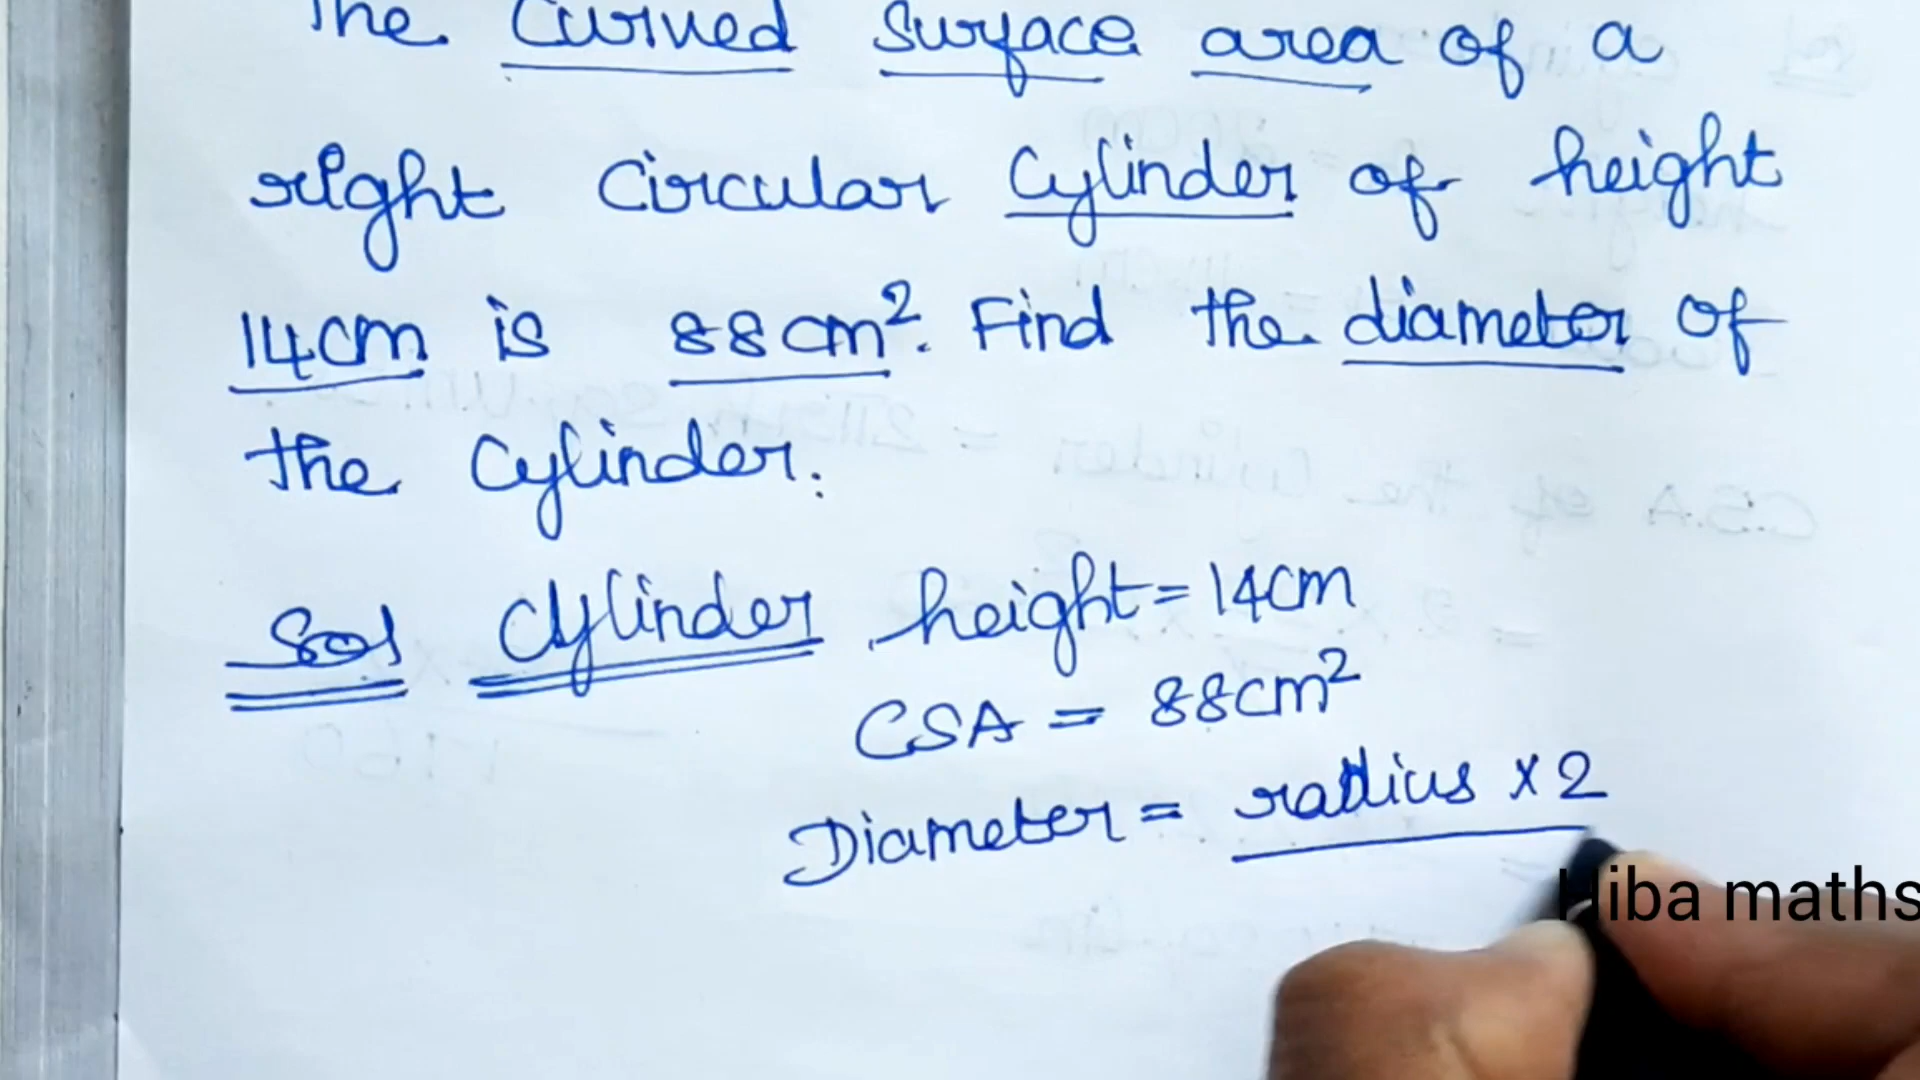 The Curved Surface area of a
right Circular Cylinder of height
14cm is 88cm². Find the diameter of
the Cylinder.
Sol Cylinder height = 14cm
CSA = 88cm²
Diameter = radius × 2
Hiba maths